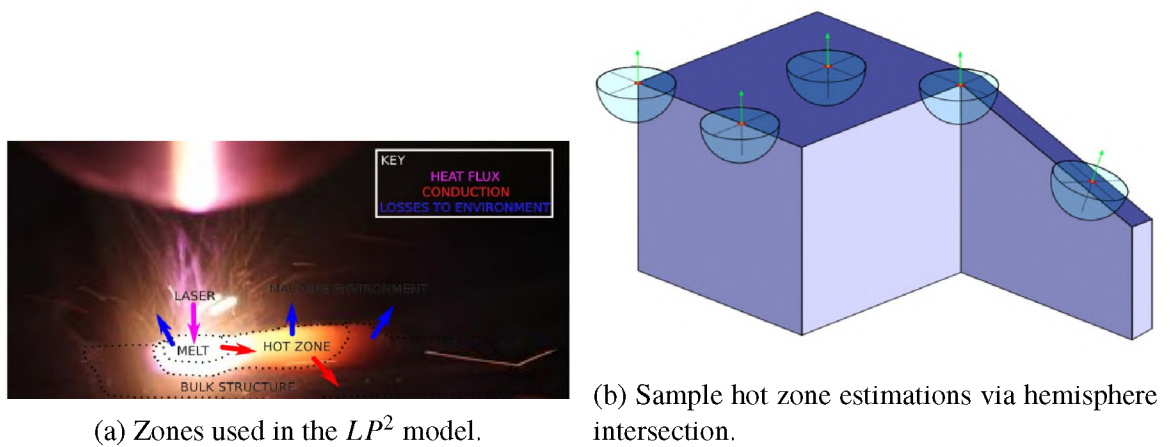 KEY
HEAT FLUX
CONDUCTION
LOSSES TO ENVIRONMENT
LASER
MACHINE ENVIRONMENT
MELT
HOT ZONE
BULK STRUCTURE
(a) Zones used in the LP² model.
(b) Sample hot zone estimations via hemisphere
intersection.